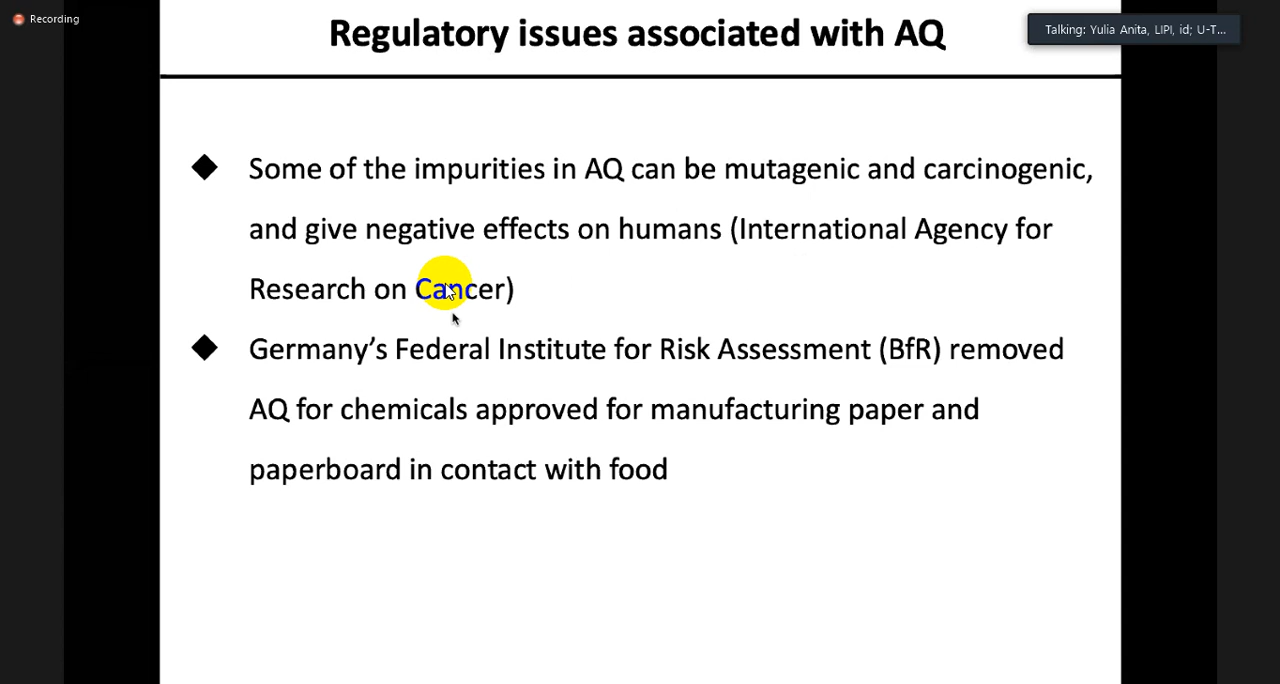 Recording
Regulatory issues associated with AQ
Talking: Yulia Anita, LIPI, id; U-T...
Some of the impurities in AQ can be mutagenic and carcinogenic,
and give negative effects on humans (International Agency for
Research on Cancer)
Germany’s Federal Institute for Risk Assessment (BfR) removed
AQ for chemicals approved for manufacturing paper and
paperboard in contact with food